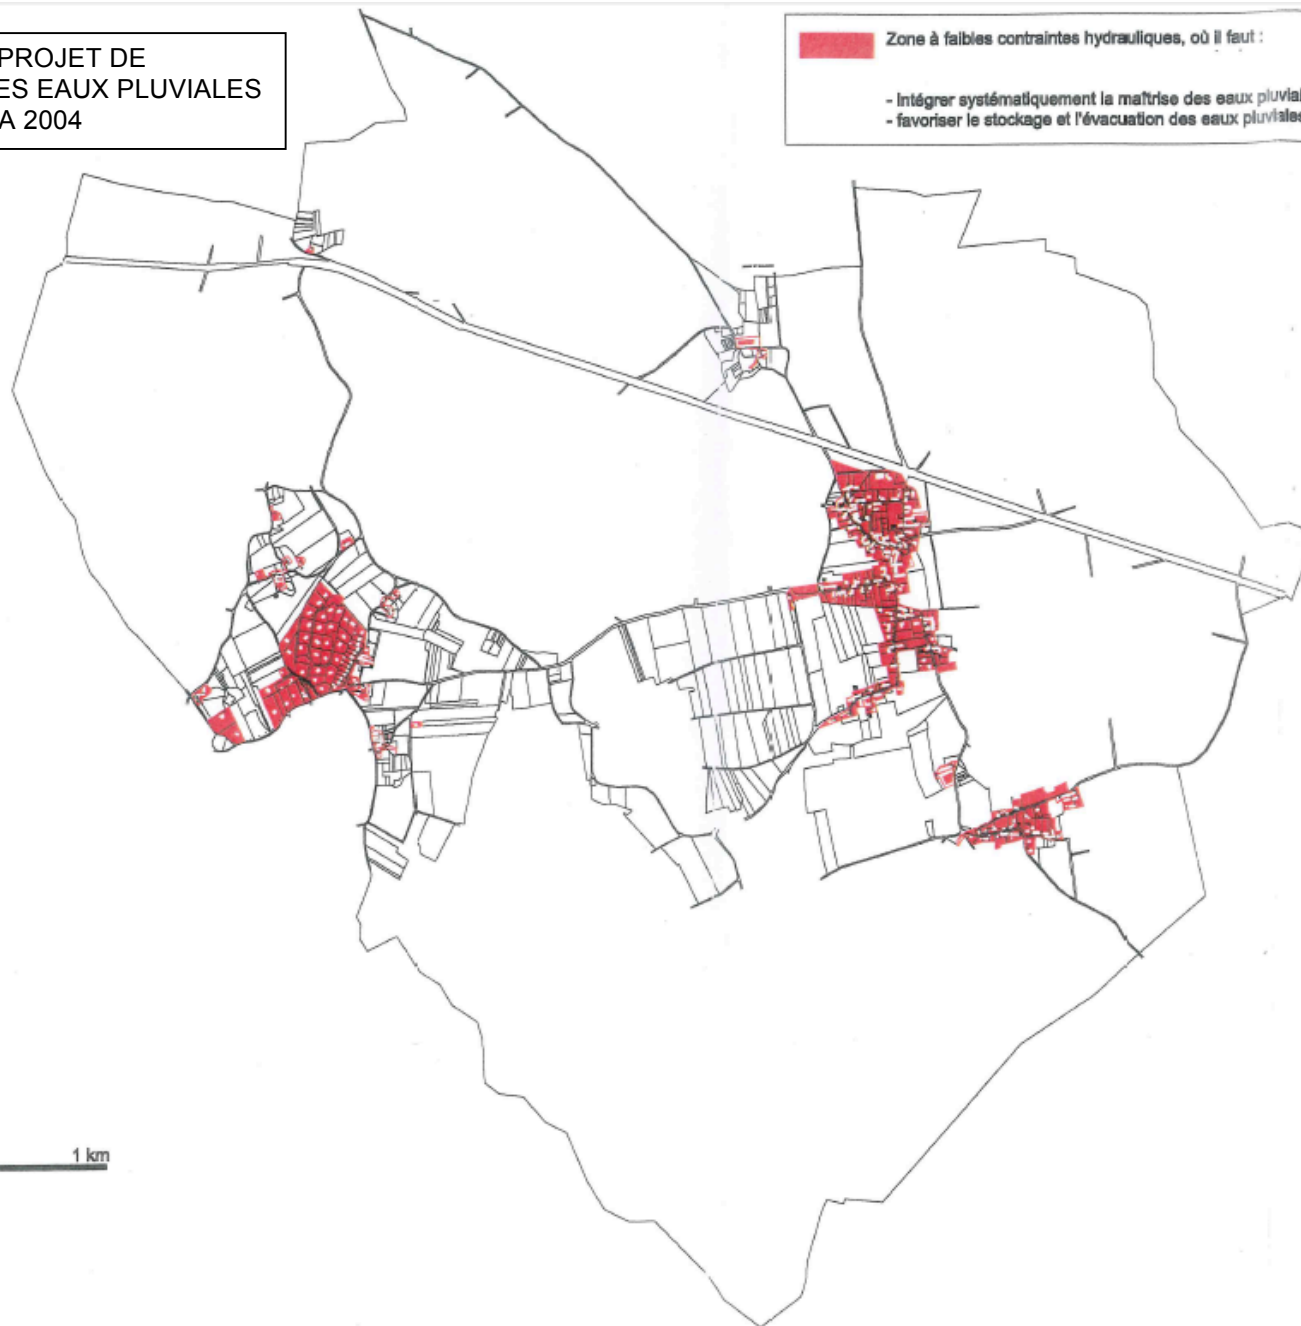 PROJET DE
ES EAUX PLUVIALES
A 2004
Zone à faibles contraintes hydrauliques, où il faut :
- Intégrer systématiquement la maîtrise des eaux pluvial
- favoriser le stockage et l'évacuation des eaux pluviales
1 km